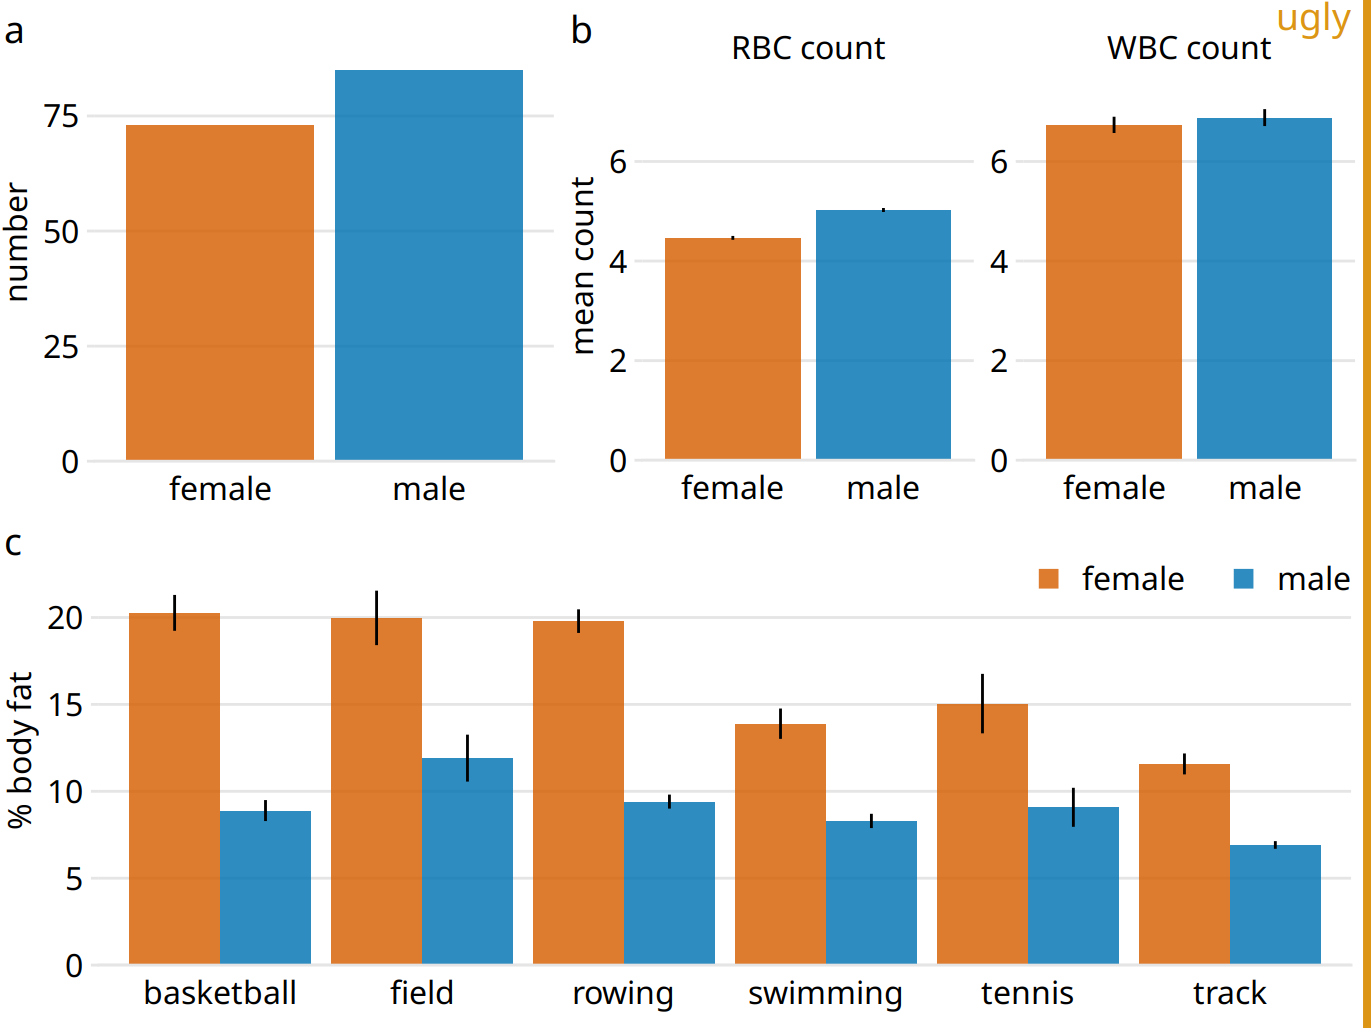 a
75
50
25
0
number
female male
b
ugly
RBC count
WBC count
6
4
2
0
mean count
female male
6
4
2
0
female male
c
female male
20
15
10
5
0
% body fat
basketball field rowing swimming tennis track